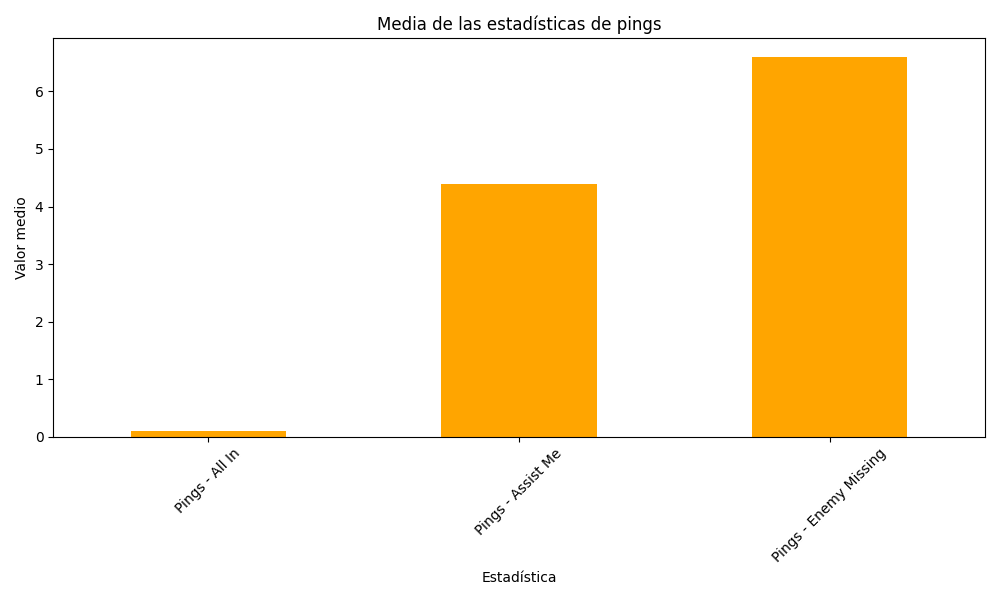 Media de las estadísticas de pings
Valor medio
6
5
4
3
2
1
0
Pings - All In
Pings - Assist Me
Pings - Enemy Missing
Estadística